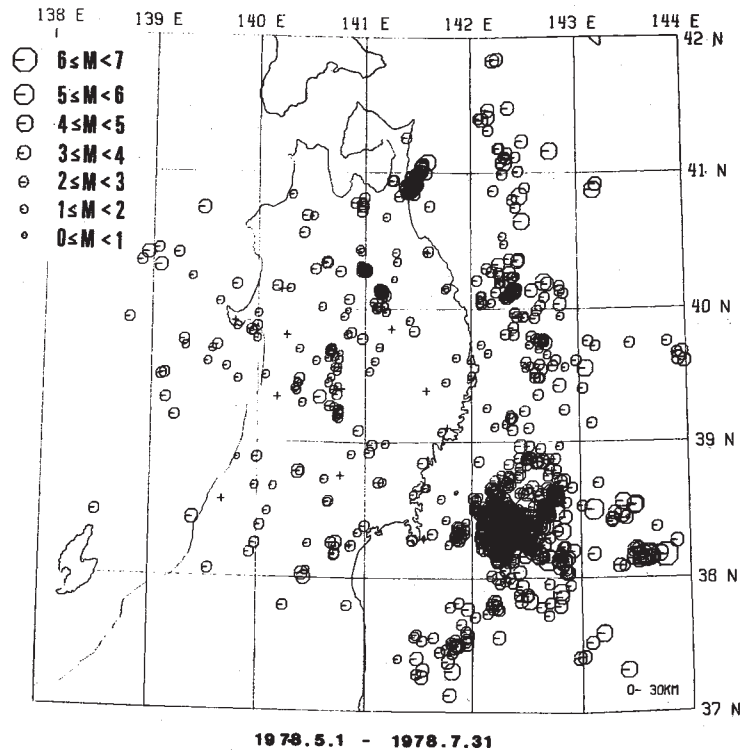 138 E 139 E 140 E 141 E 142 E 143 E 144 E
42 N
6≤M<7
5≤M<6
4≤M<5
3≤M<4
2≤M<3
1≤M<2
0≤M<1
41 N
40 N
39 N
38 N
0- 30KM
37 N
1978.5.1 - 1978.7.31